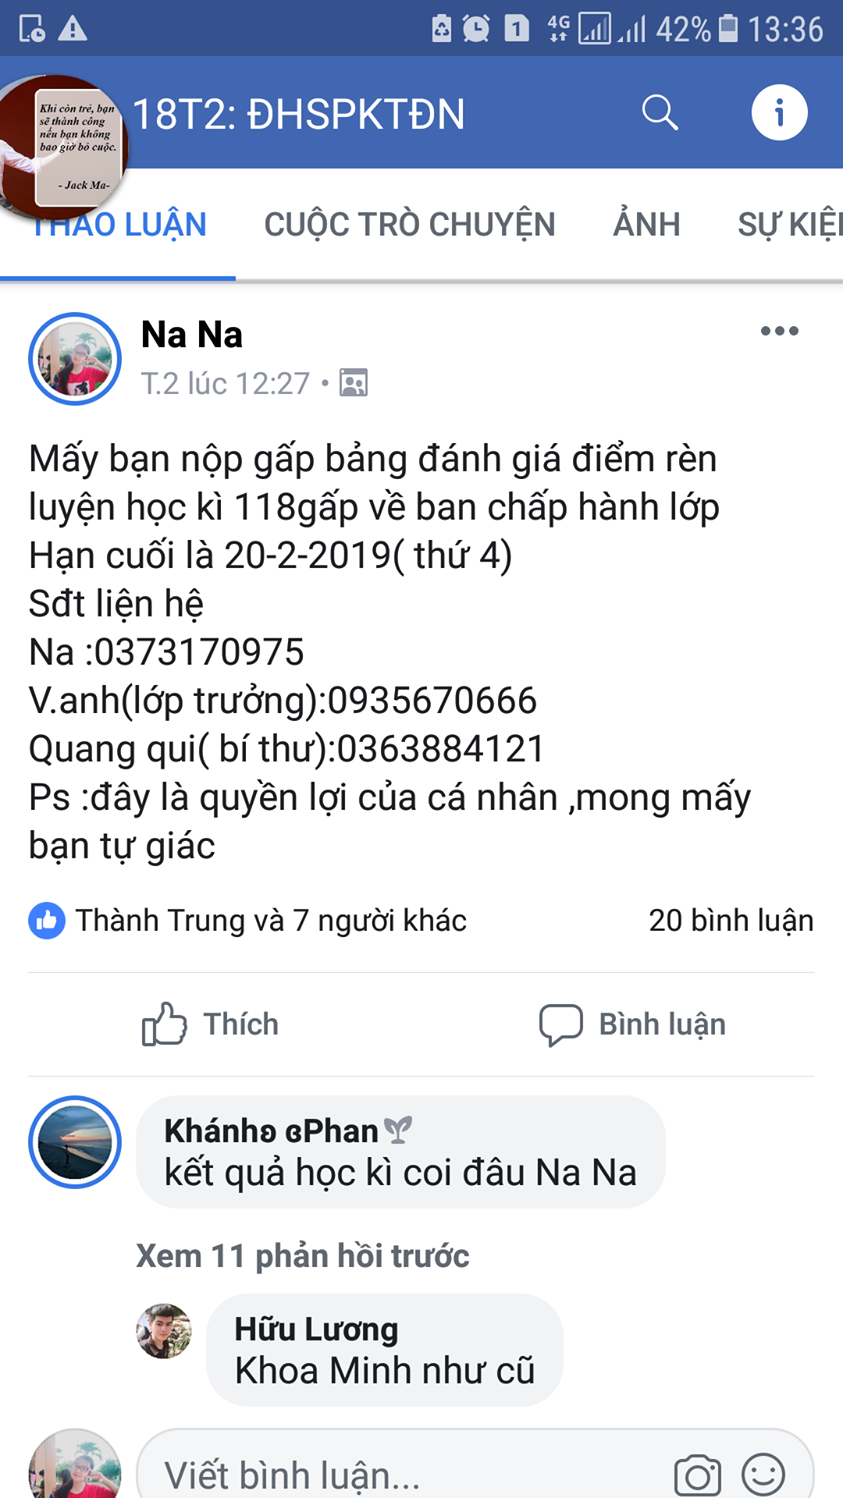 42% 13:36
1
4G
Khi còn trẻ, bạn
sẽ thành công
nếu bạn không
bao giờ bỏ cuộc.
- Jack Ma-
18T2: ĐHSPKTĐN
THẢO LUẬN CUỘC TRÒ CHUYỆN ẢNH SỰ KIỆ
Na Na
T.2 lúc 12:27
Mấy bạn nộp gấp bảng đánh giá điểm rèn
luyện học kì 118gấp về ban chấp hành lớp
Hạn cuối là 20-2-2019( thứ 4)
Sđt liện hệ
Na :0373170975
V.anh(lớp trưởng):0935670666
Quang qui( bí thư):0363884121
Ps :đây là quyền lợi của cá nhân ,mong mấy
bạn tự giác
Thành Trung và 7 người khác 20 bình luận
Thích Bình luận
Khánhʚ ɞPhan
kết quả học kì coi đâu Na Na
Xem 11 phản hồi trước
Hữu Lương
Khoa Minh như cũ
Viết bình luận...